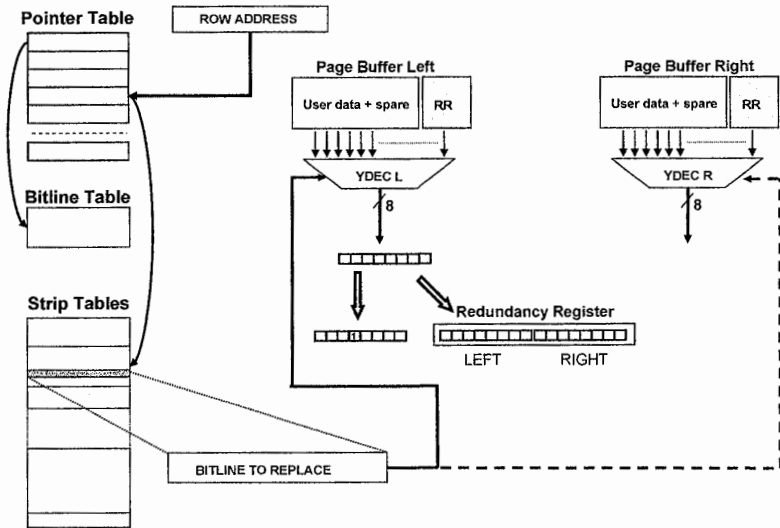 Pointer Table
ROW ADDRESS
Page Buffer Left
Page Buffer Right
User data + spare
RR
User data + spare
RR
YDEC L
YDEC R
8
8
Bitline Table
Strip Tables
Redundancy Register
LEFT
RIGHT
BITLINE TO REPLACE